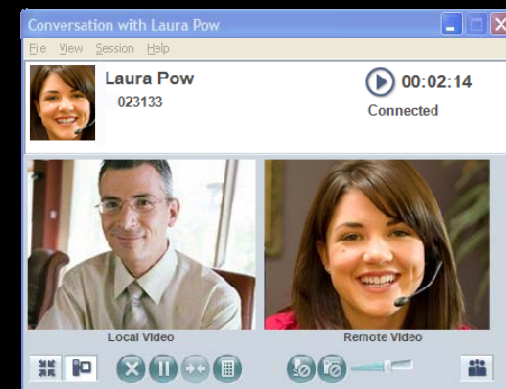 Conversation with Laura Pow
File View Session Help
Laura Pow
00:02:14
023133
Connected
Local Video
Remote Video